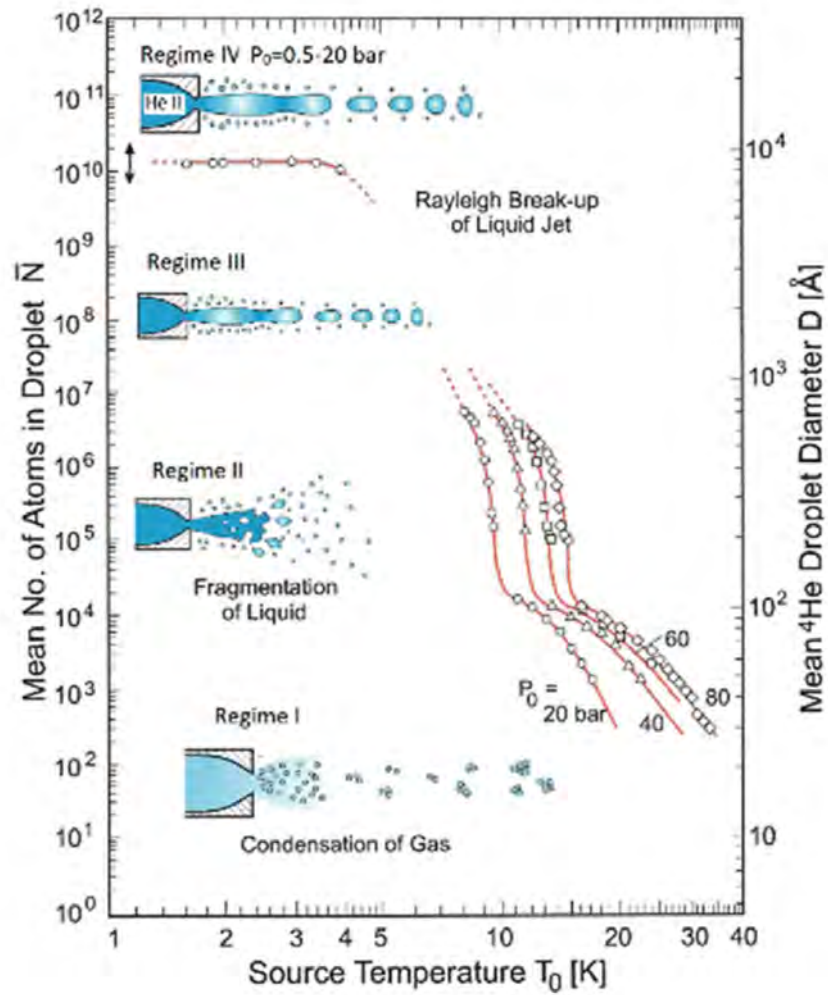 10¹²
10¹¹
10¹⁰
10⁹
10⁸
10⁷
10⁶
10⁵
10⁴
10³
10²
10¹
10⁰
Mean No. of Atoms in Droplet N̅
Regime IV P₀=0.5-20 bar
He II
Rayleigh Break-up
of Liquid Jet
Regime III
Regime II
Fragmentation
of Liquid
Regime I
Condensation of Gas
P₀ =
20 bar
40
60
80
10⁴
10³
10²
10
Mean ⁴He Droplet Diameter D [Å]
1 2 3 4 5 10 20 30 40
Source Temperature T₀ [K]